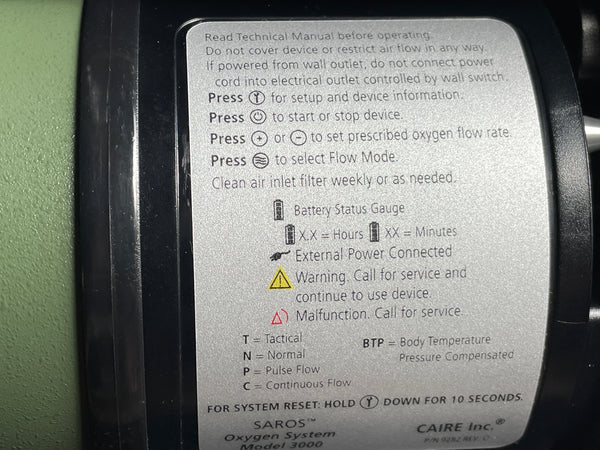 Read Technical Manual before operating.
Do not cover device or restrict air flow in any way.
If powered from wall outlet, do not connect power
cord into electrical outlet controlled by wall switch.
Press for setup and device information.
Press to start or stop device.
Press + or − to set prescribed oxygen flow rate.
Press to select Flow Mode.
Clean air inlet filter weekly or as needed.
Battery Status Gauge
X.X = Hours XX = Minutes
External Power Connected
Warning. Call for service and
continue to use device.
Malfunction. Call for service.
T = Tactical
N = Normal
P = Pulse Flow
C = Continuous Flow
BTP = Body Temperature
Pressure Compensated
FOR SYSTEM RESET: HOLD DOWN FOR 10 SECONDS.
SAROS™
Oxygen System
Model 3000
CAIRE Inc.®
P/N 9282 REV. O